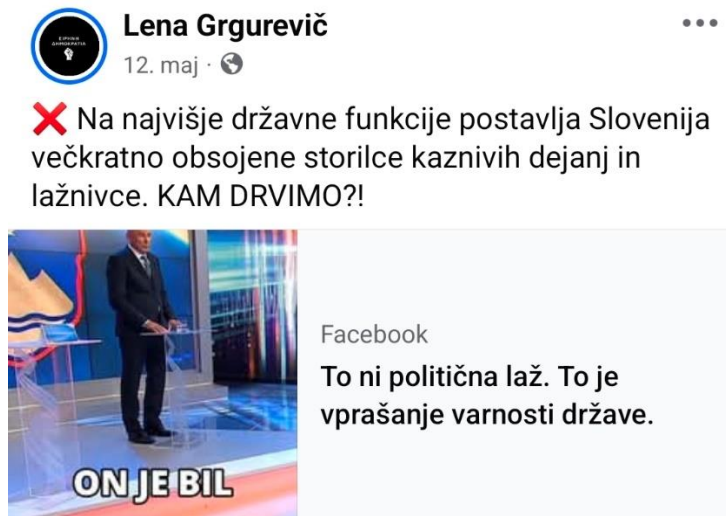 Lena Grgurevič
12. maj ·
❌ Na najvišje državne funkcije postavlja Slovenija
večkratno obsojene storilce kaznivih dejanj in
lažnivce. KAM DRVIMO?!
ON JE BIL
Facebook
To ni politična laž. To je
vprašanje varnosti države.